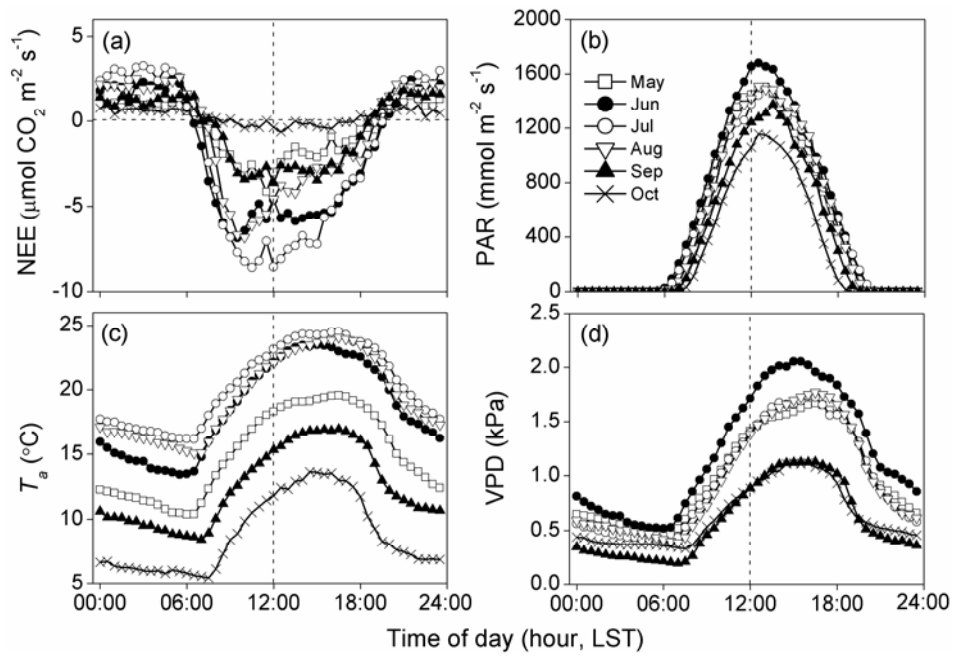 (a)
NEE (μmol CO2 m-2 s-1)
5
0
-5
-10
(b)
PAR (mmol m-2 s-1)
2000
1600
1200
800
400
0
May
Jun
Jul
Aug
Sep
Oct
(c)
Ta (°C)
25
20
15
10
5
00:00 06:00 12:00 18:00 24:00
(d)
VPD (kPa)
2.5
2.0
1.5
1.0
0.5
0.0
00:00 06:00 12:00 18:00 24:00
Time of day (hour, LST)